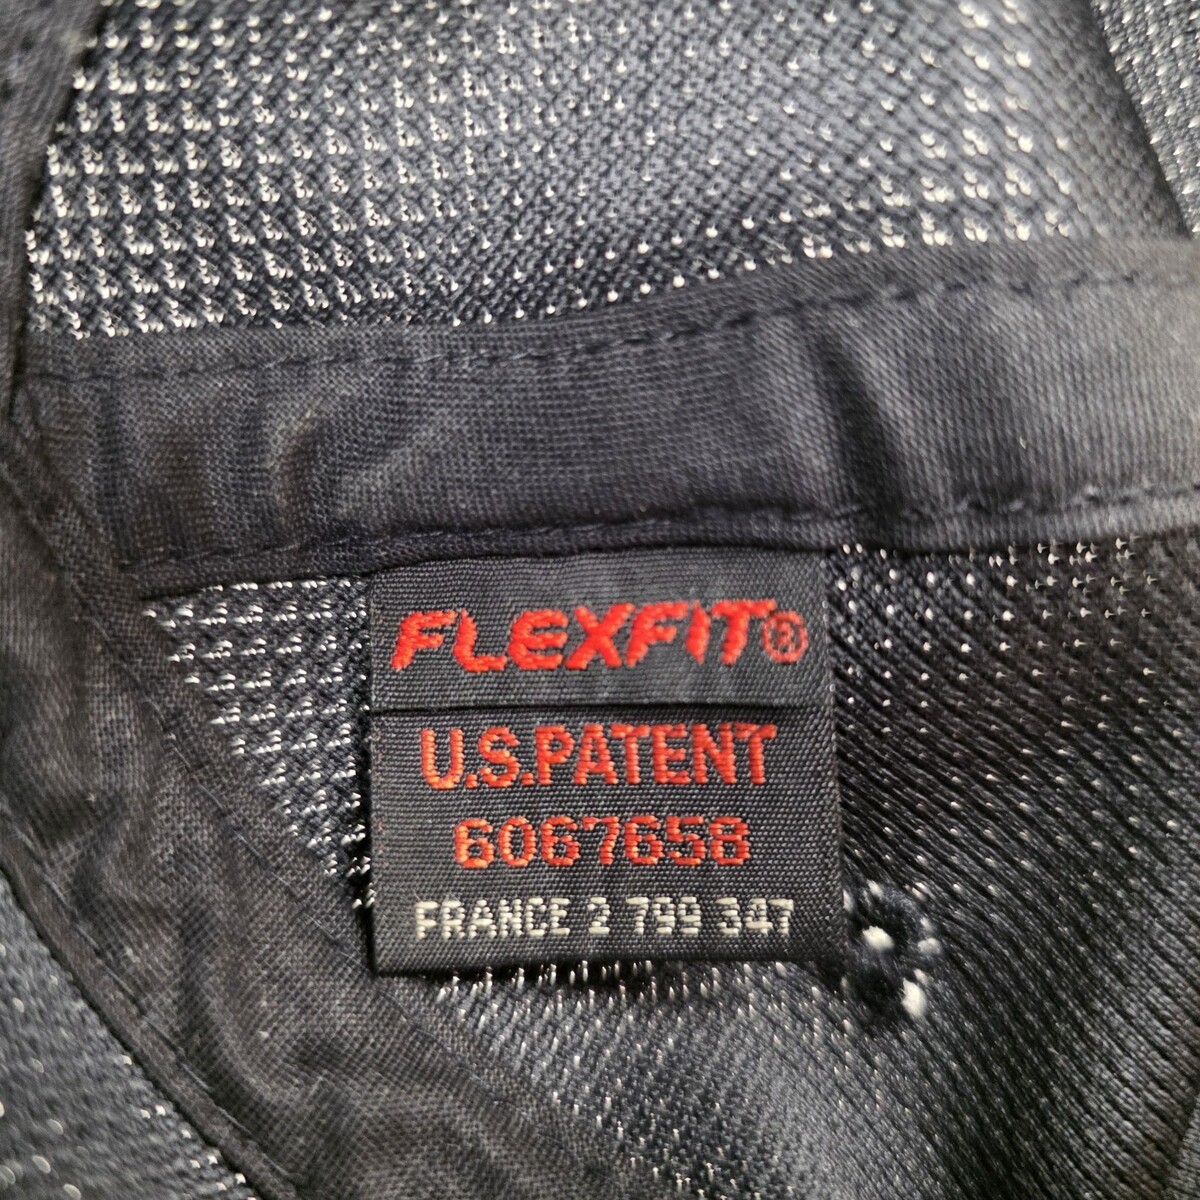 FLEXFIT®
U.S.PATENT
6067658
FRANCE 2 799 347